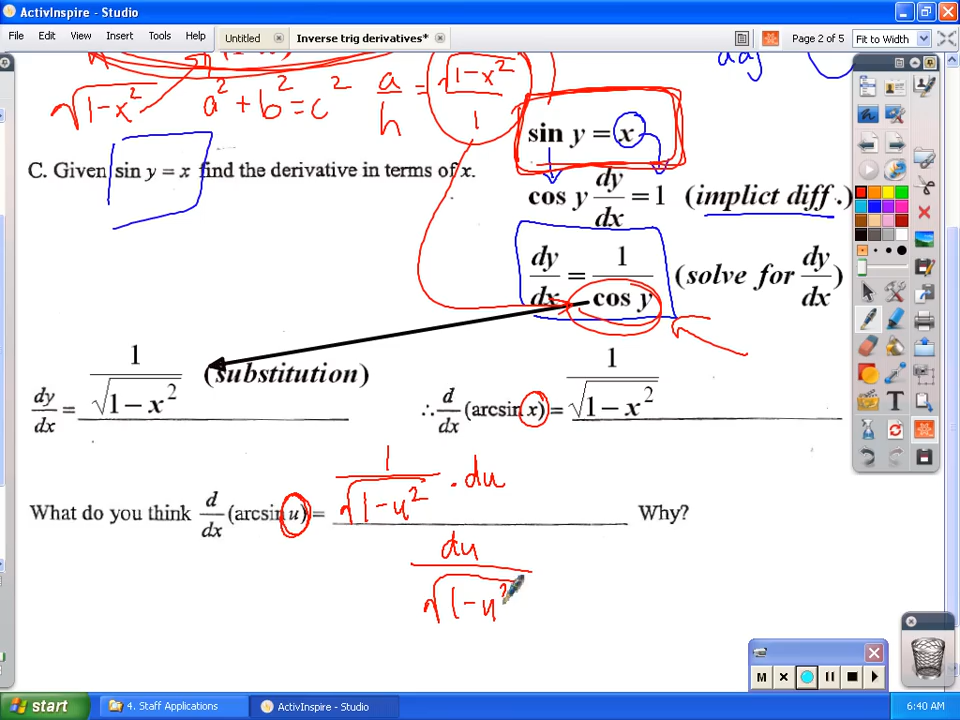 ActivInspire - Studio
File Edit View Insert Tools Help
Untitled
Inverse trig derivatives*
Page 2 of 5
Fit to Width
√1-x²
a² + b² = c²
a/h = √1-x²/1
adj
sin y = x
C. Given sin y = x find the derivative in terms of x.
cos y dy/dx = 1 (implict diff.)
dy/dx = 1/cos y (solve for dy/dx)
dy/dx = 1/√1-x² (substitution)
∴ d/dx (arcsin x) = 1/√1-x²
What do you think d/dx (arcsin u) = 1/√1-u² · du Why?
du/√1-u²
M
start
4. Staff Applications
ActivInspire - Studio
6:40 AM